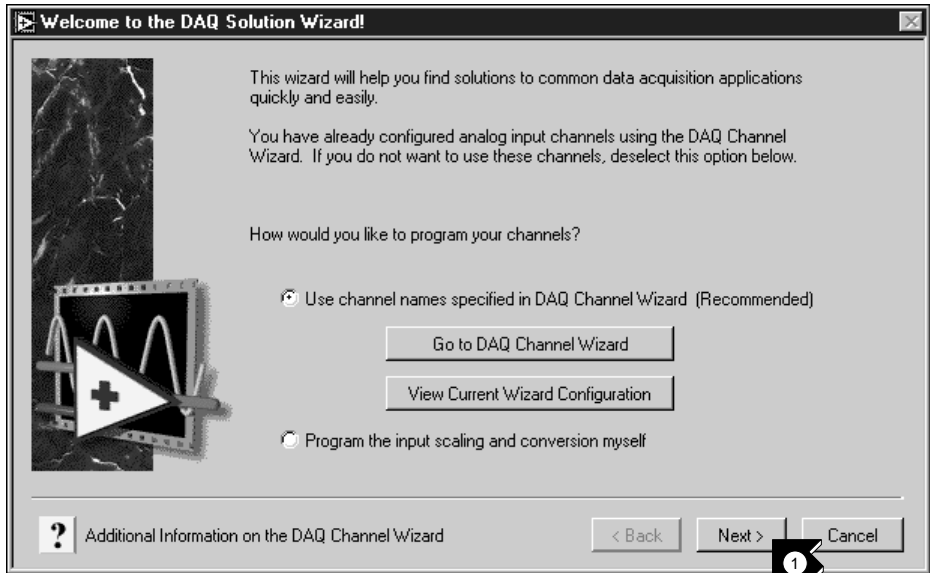 Welcome to the DAQ Solution Wizard!
This wizard will help you find solutions to common data acquisition applications
quickly and easily.
You have already configured analog input channels using the DAQ Channel
Wizard. If you do not want to use these channels, deselect this option below.
How would you like to program your channels?
Use channel names specified in DAQ Channel Wizard (Recommended)
Go to DAQ Channel Wizard
View Current Wizard Configuration
Program the input scaling and conversion myself
? Additional Information on the DAQ Channel Wizard
< Back
Next >
Cancel
1